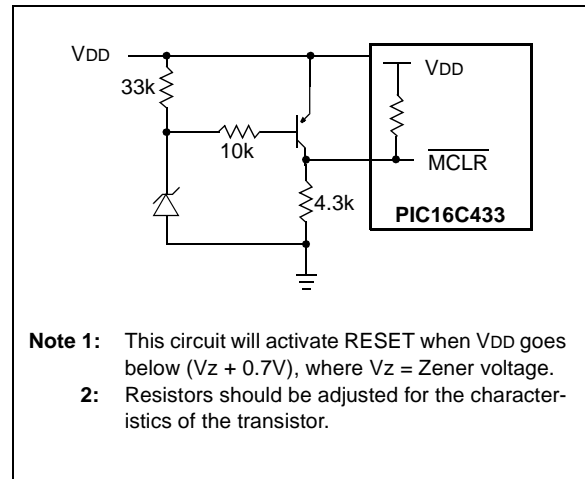 VDD
33k
VDD
10k
MCLR
4.3k
PIC16C433
Note 1: This circuit will activate RESET when VDD goes
below (Vz + 0.7V), where Vz = Zener voltage.
2: Resistors should be adjusted for the character-
istics of the transistor.